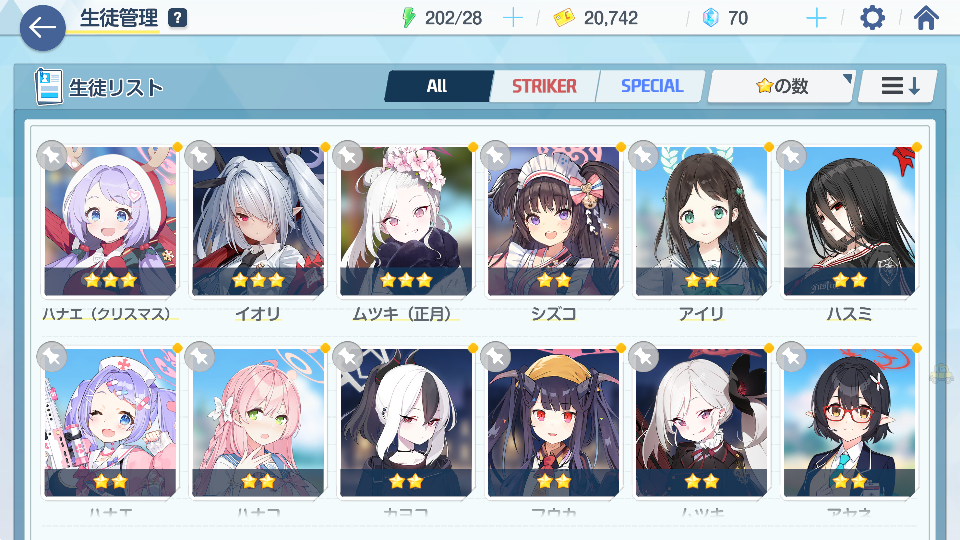 生徒管理 ? 202/28 20,742 70
生徒リスト All STRIKER SPECIAL ⭐の数
ハナエ（クリスマス） イオリ ムツキ（正月） シズコ アイリ ハスミ
ハナエ ハナコ カヨコ フウカ ムツキ アヤネ